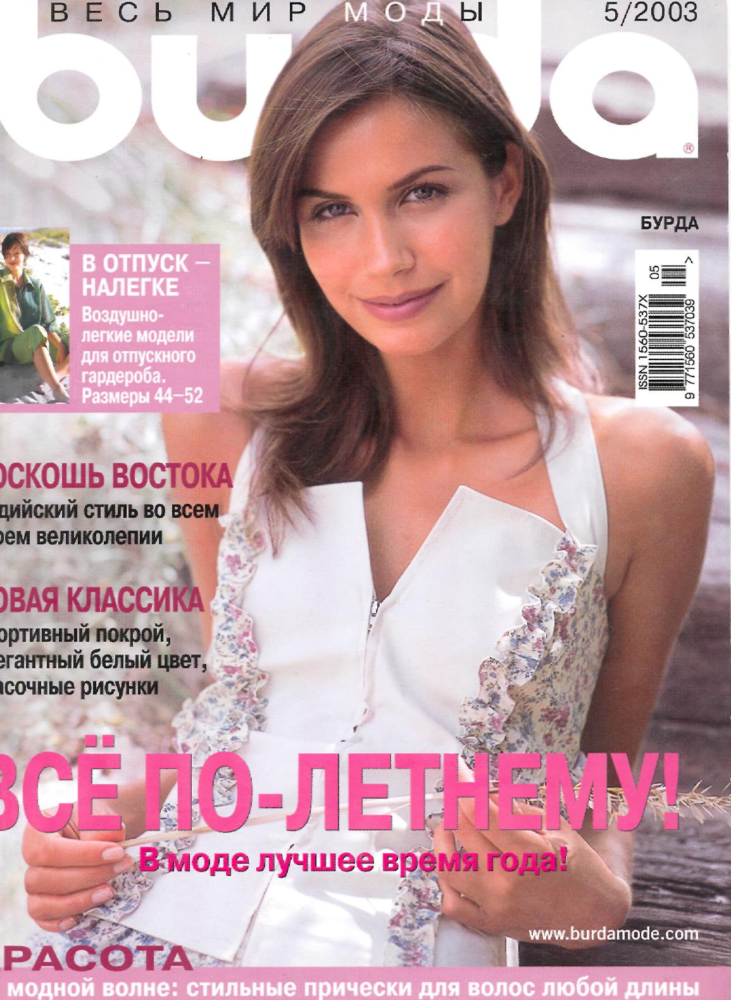 ВЕСЬ МИР МОДЫ 5/2003
burda
®
БУРДА
05
ISSN 1560-537X
9 771560 537039 >
В ОТПУСК –
НАЛЕГКЕ
Воздушно-
легкие модели
для отпускного
гардероба.
Размеры 44–52
ОСКОШЬ ВОСТОКА
дийский стиль во всем
оем великолепии
ОВАЯ КЛАССИКА
ортивный покрой,
егантный белый цвет,
асочные рисунки
ВСЁ ПО-ЛЕТНЕМУ!
В моде лучшее время года!
www.burdamode.com
РАСОТА
модной волне: стильные прически для волос любой длины